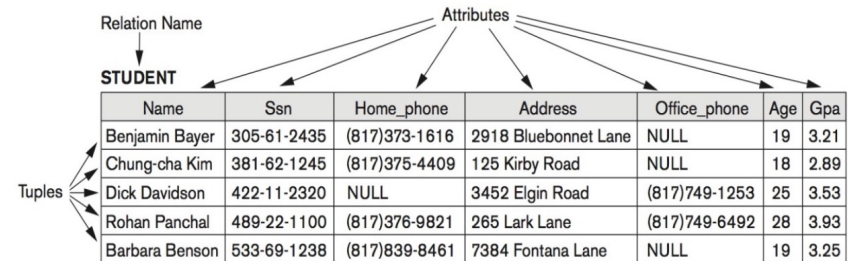 Attributes
Relation Name
STUDENT
Name Ssn Home_phone Address Office_phone Age Gpa
Benjamin Bayer 305-61-2435 (817)373-1616 2918 Bluebonnet Lane NULL 19 3.21
Chung-cha Kim 381-62-1245 (817)375-4409 125 Kirby Road NULL 18 2.89
Tuples Dick Davidson 422-11-2320 NULL 3452 Elgin Road (817)749-1253 25 3.53
Rohan Panchal 489-22-1100 (817)376-9821 265 Lark Lane (817)749-6492 28 3.93
Barbara Benson 533-69-1238 (817)839-8461 7384 Fontana Lane NULL 19 3.25